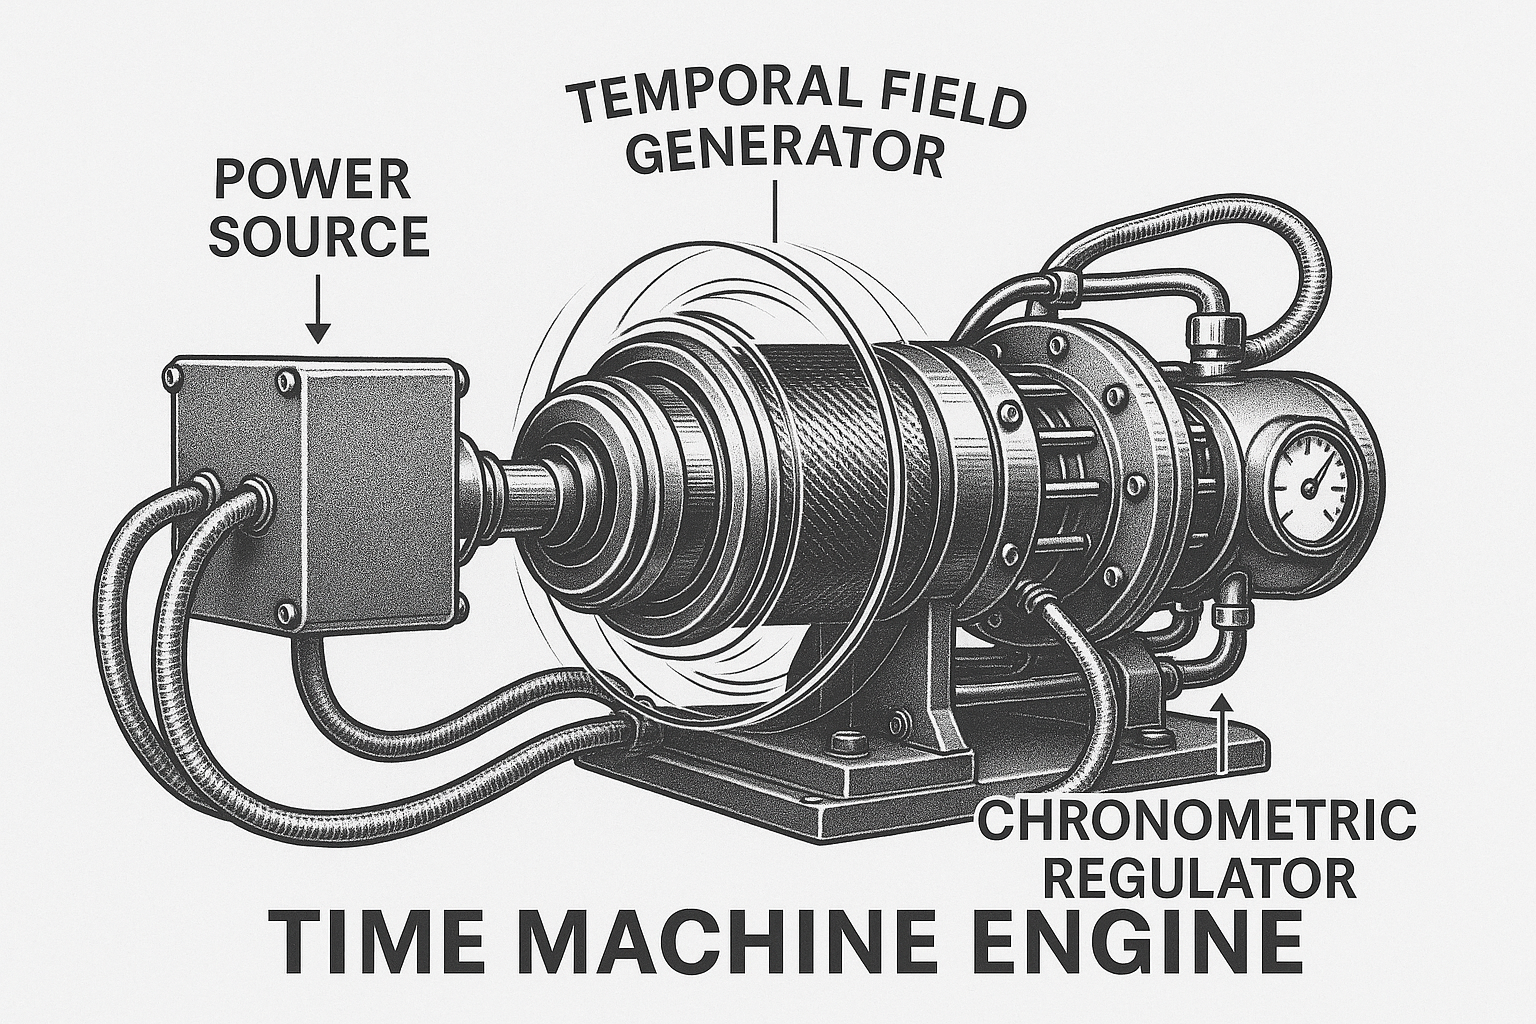 TEMPORAL FIELD
GENERATOR
POWER
SOURCE
CHRONOMETRIC
REGULATOR
TIME MACHINE ENGINE